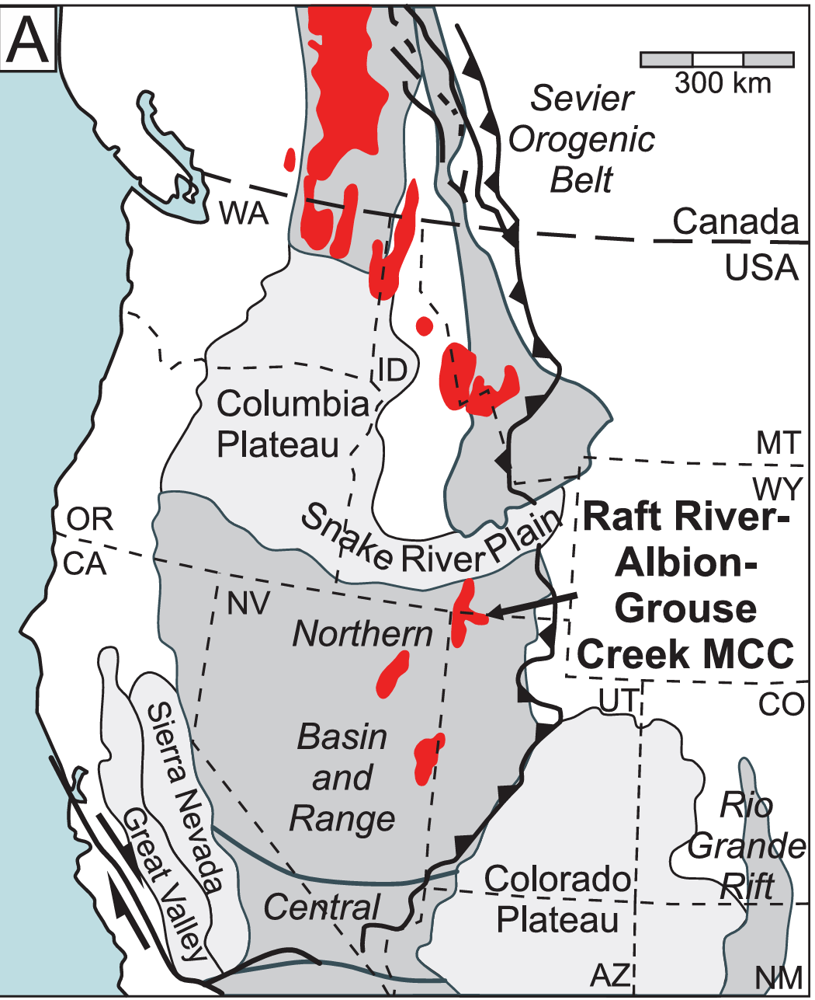 A
300 km
Sevier
Orogenic
Belt
WA
Canada
USA
ID
Columbia
Plateau
MT
WY
OR
CA
Snake River Plain
Raft River-
Albion-
Grouse
Creek MCC
NV
Northern
Basin
and
Range
UT
CO
Sierra Nevada
Great Valley
Rio
Grande
Rift
Colorado
Plateau
Central
AZ
NM